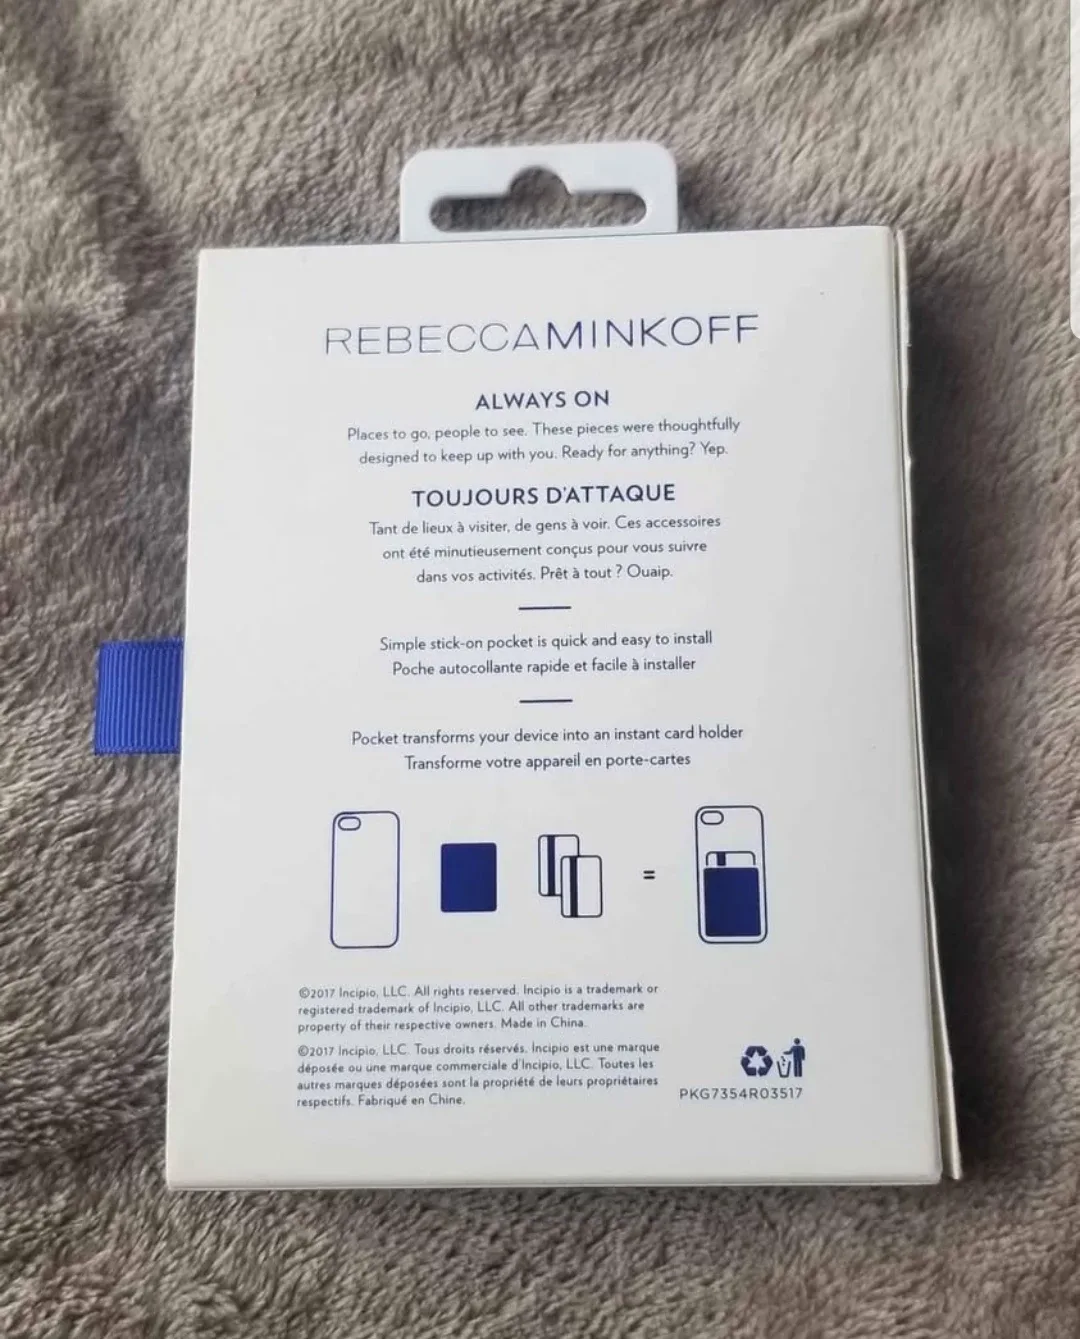 REBECCAMINKOFF
ALWAYS ON
Places to go, people to see. These pieces were thoughtfully
designed to keep up with you. Ready for anything? Yep.
TOUJOURS D'ATTAQUE
Tant de lieux à visiter, de gens à voir. Ces accessoires
ont été minutieusement conçus pour vous suivre
dans vos activités. Prêt à tout ? Ouaip.
Simple stick-on pocket is quick and easy to install
Poche autocollante rapide et facile à installer
Pocket transforms your device into an instant card holder
Transforme votre appareil en porte-cartes
=
©2017 Incipio, LLC. All rights reserved. Incipio is a trademark or
registered trademark of Incipio, LLC. All other trademarks are
property of their respective owners. Made in China.
©2017 Incipio, LLC. Tous droits réservés. Incipio est une marque
déposée ou une marque commerciale d'Incipio, LLC. Toutes les
autres marques déposées sont la propriété de leurs propriétaires
respectifs. Fabriqué en Chine.
PKG7354R03517